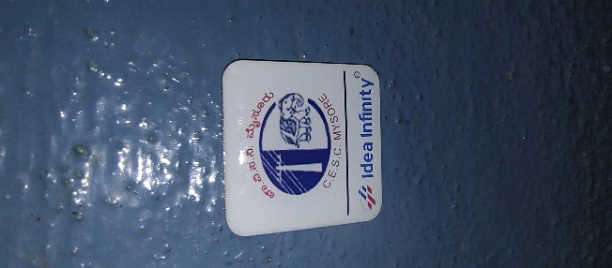 ಚಾ.ವಿ.ಸ.ನಿ. ಮೈಸೂರು
C.E.S.C. MYSORE
idea Infinity